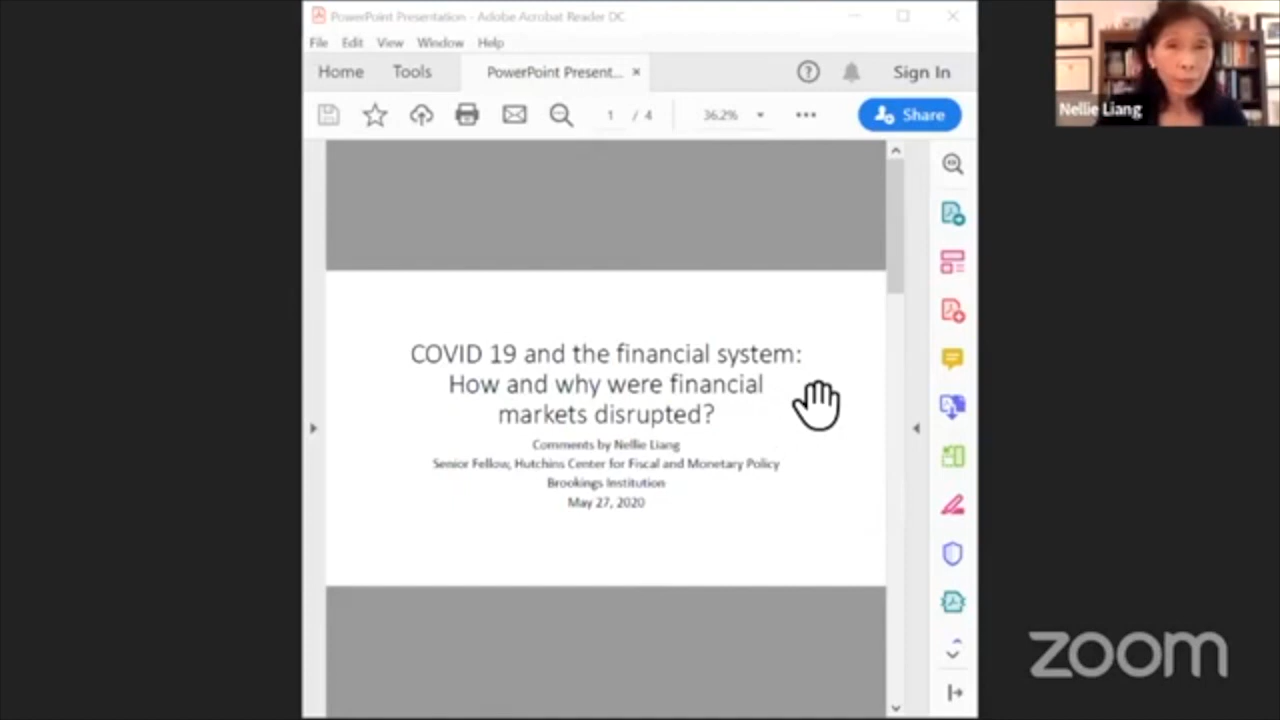 PowerPoint Presentation - Adobe Acrobat Reader DC
File Edit View Window Help
Home Tools PowerPoint Present... × Sign In
1 / 4 36.2% Share
COVID 19 and the financial system:
How and why were financial
markets disrupted?
Comments by Nellie Liang
Senior Fellow, Hutchins Center for Fiscal and Monetary Policy
Brookings Institution
May 27, 2020
Nellie Liang
zoom